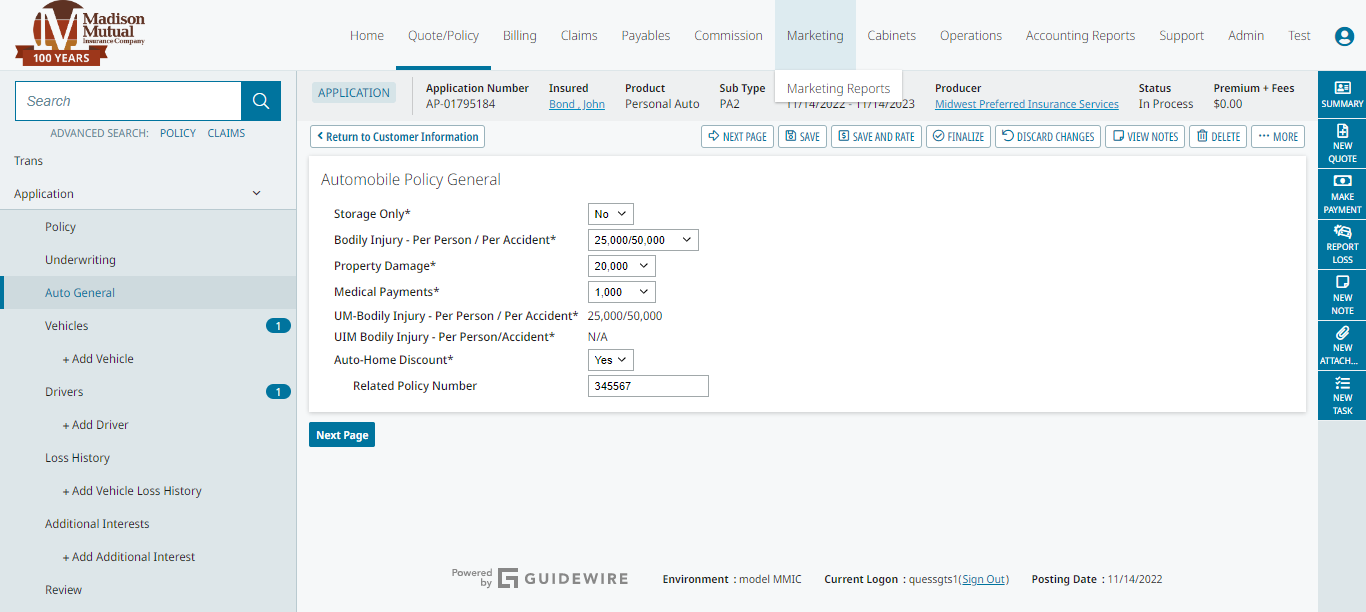 Madison
Mutual
Insurance Company
100 YEARS
Home Quote/Policy Billing Claims Payables Commission Marketing Cabinets Operations Accounting Reports Support Admin Test
Marketing Reports
Search
ADVANCED SEARCH: POLICY CLAIMS
Trans
Application
Policy
Underwriting
Auto General
Vehicles 1
+ Add Vehicle
Drivers 1
+ Add Driver
Loss History
+ Add Vehicle Loss History
Additional Interests
+ Add Additional Interest
Review
APPLICATION
Application Number Insured Product Sub Type Producer Status Premium + Fees
AP-01795184 Bond , John Personal Auto PA2 11/14/2022 - 11/14/2023 Midwest Preferred Insurance Services In Process $0.00
Return to Customer Information
NEXT PAGE SAVE SAVE AND RATE FINALIZE DISCARD CHANGES VIEW NOTES DELETE ··· MORE
Automobile Policy General
Storage Only* No
Bodily Injury - Per Person / Per Accident* 25,000/50,000
Property Damage* 20,000
Medical Payments* 1,000
UM-Bodily Injury - Per Person / Per Accident* 25,000/50,000
UIM Bodily Injury - Per Person/Accident* N/A
Auto-Home Discount* Yes
Related Policy Number 345567
Next Page
SUMMARY
NEW
QUOTE
MAKE
PAYMENT
REPORT
LOSS
NEW
NOTE
NEW
ATTACH...
NEW
TASK
Powered
by
GUIDEWIRE
Environment : model MMIC Current Logon : quessgts1(Sign Out) Posting Date : 11/14/2022